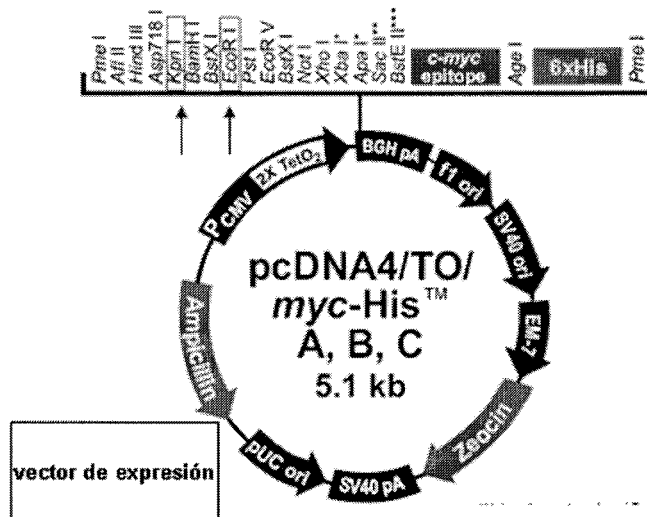 Pme I
Afl II
Hind III
Asp718 I
Kpn I
BamH I
BstX I
EcoR I
Pst I
EcoR V
BstX I
Not I
Xho I
Xba I*
Apa I*
Sac II**
BstE II***
c-myc
epitope
Age I
6xHis
Pme I
PCMV
2X TetO2
BGH pA
f1 ori
SV40 ori
EM-7
Zeocin
SV40 pA
pUC ori
Ampicillin
pcDNA4/TO/
myc-His™
A, B, C
5.1 kb
vector de expresión